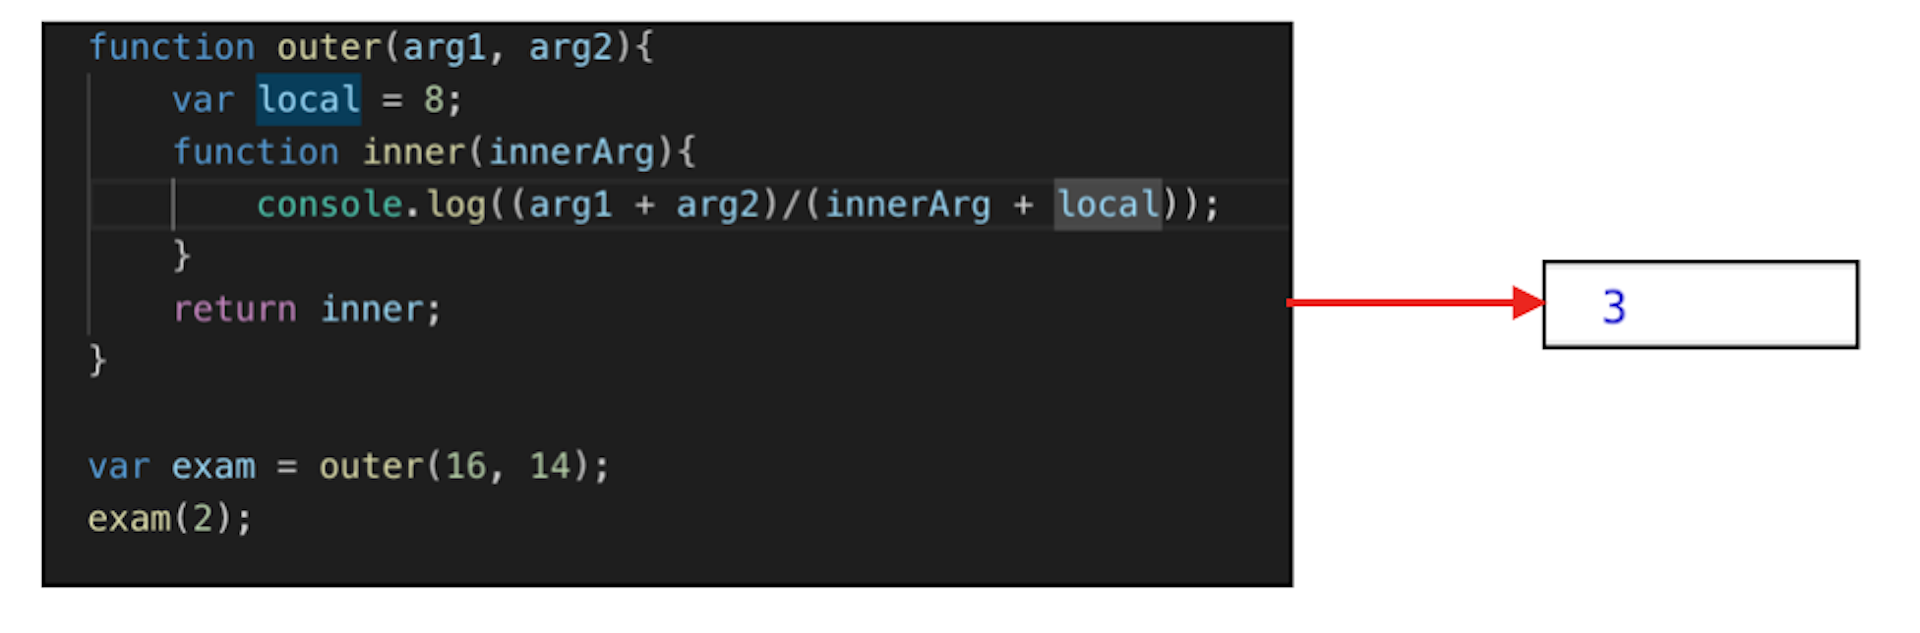 function outer(arg1, arg2){
var local = 8;
function inner(innerArg){
console.log((arg1 + arg2)/(innerArg + local));
}
return inner;
}
var exam = outer(16, 14);
exam(2);
3